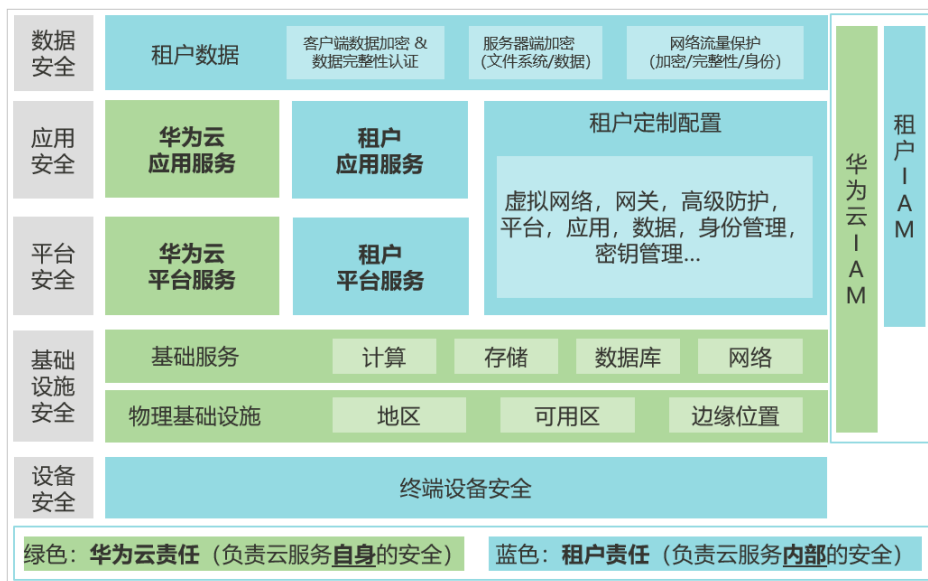 数据
安全
租户数据
客户端数据加密 &
数据完整性认证
服务器端加密
(文件系统/数据)
网络流量保护
(加密/完整性/身份)
应用
安全
华为云
应用服务
租户
应用服务
租户定制配置
虚拟网络，网关，高级防护，
平台，应用，数据，身份管理，
密钥管理...
平台
安全
华为云
平台服务
租户
平台服务
基础
设施
安全
基础服务
计算
存储
数据库
网络
物理基础设施
地区
可用区
边缘位置
设备
安全
终端设备安全
华为云IAM
租户IAM
绿色：华为云责任（负责云服务自身的安全）
蓝色：租户责任（负责云服务内部的安全）